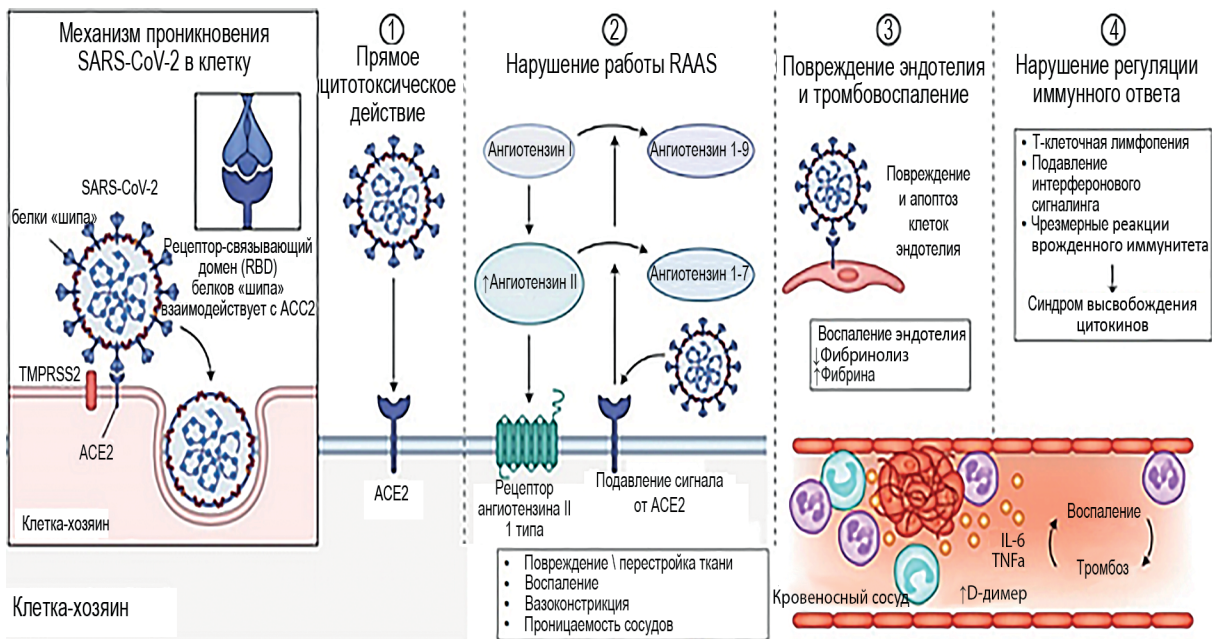 Механизм проникновения
SARS-CoV-2 в клетку
SARS-CoV-2
белки «шипа»
Рецептор-связывающий
домен (RBD)
белков «шипа»
взаимодействует с АСС2
TMPRSS2
ACE2
Клетка-хозяин
Клетка-хозяин
1
Прямое
цитотоксическое
действие
ACE2
2
Нарушение работы RAAS
Ангиотензин I
Ангиотензин 1-9
↑Ангиотензин II
Ангиотензин 1-7
Рецептор
ангиотензина II
1 типа
Подавление сигнала
от ACE2
• Повреждение \ перестройка ткани
• Воспаление
• Вазоконстрикция
• Проницаемость сосудов
3
Повреждение эндотелия
и тромбовоспаление
Повреждение
и апоптоз
клеток
эндотелия
Воспаление эндотелия
↓Фибринолиз
↑Фибрина
4
Нарушение регуляции
иммунного ответа
• Т-клеточная лимфопения
• Подавление
интерферонового
сигналинга
• Чрезмерные реакции
врожденного иммунитета
Синдром высвобождения
цитокинов
IL-6
TNFa
Воспаление
Тромбоз
Кровеносный сосуд
↑D-димер